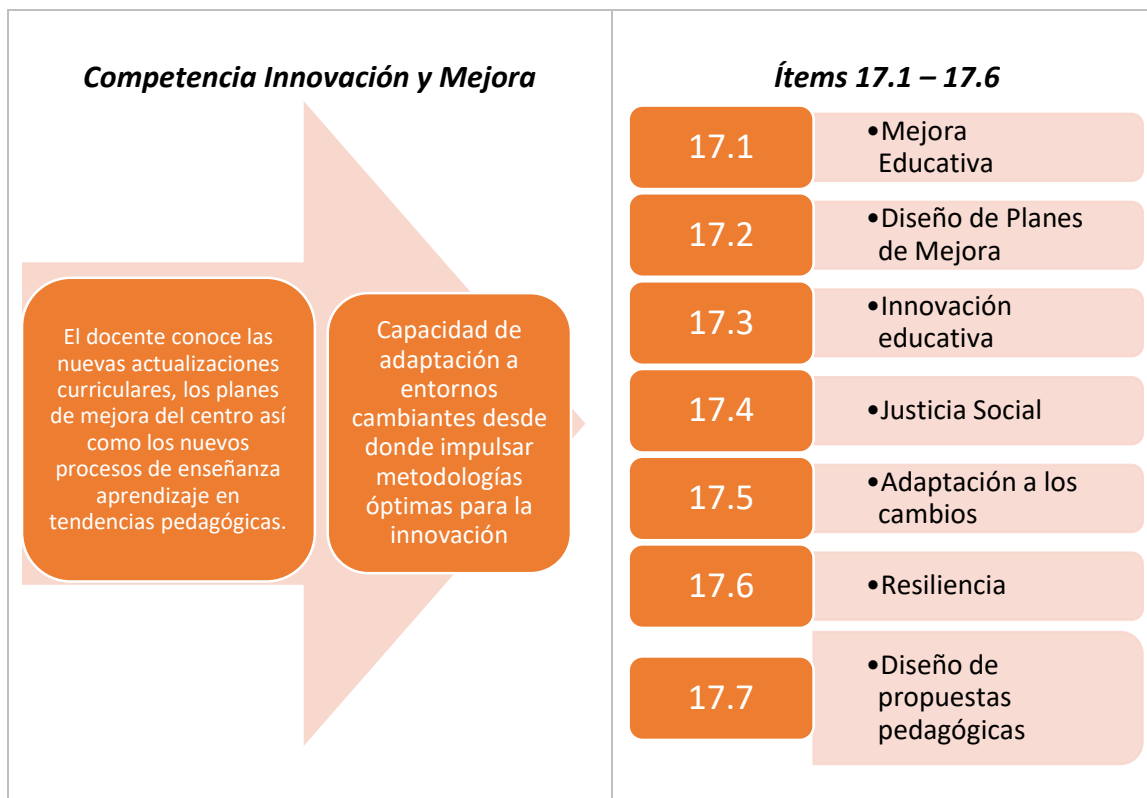 Competencia Innovación y Mejora
El docente conoce las
nuevas actualizaciones
curriculares, los planes
de mejora del centro así
como los nuevos
procesos de enseñanza
aprendizaje en
tendencias pedagógicas.
Capacidad de
adaptación a
entornos
cambiantes desde
donde impulsar
metodologías
óptimas para la
innovación
Ítems 17.1 – 17.6
17.1
•Mejora
Educativa
17.2
•Diseño de Planes
de Mejora
17.3
•Innovación
educativa
17.4
•Justicia Social
17.5
•Adaptación a los
cambios
17.6
•Resiliencia
17.7
•Diseño de
propuestas
pedagógicas